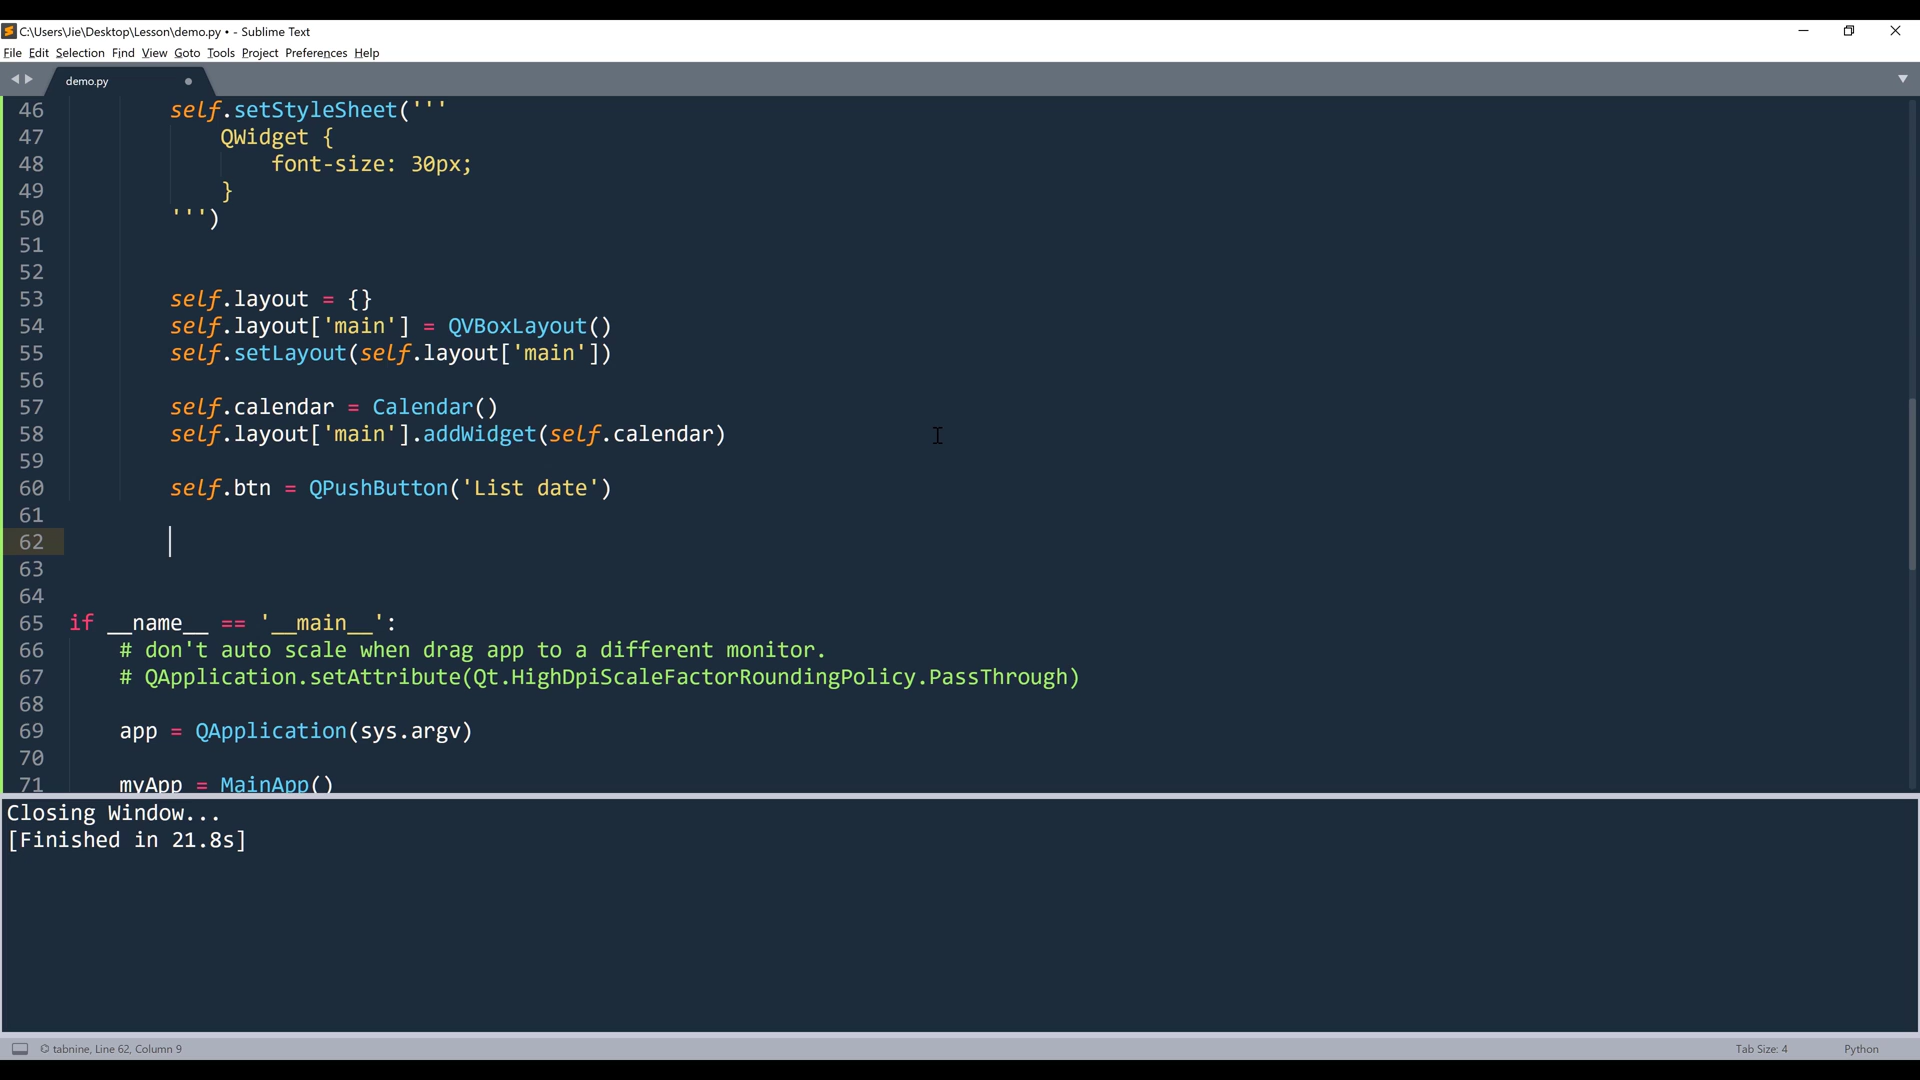 C:\Users\Jie\Desktop\Lesson\demo.py • - Sublime Text
File Edit Selection Find View Goto Tools Project Preferences Help
demo.py
46 self.setStyleSheet('''
47 QWidget {
48 font-size: 30px;
49 }
50 ''')
51
52
53 self.layout = {}
54 self.layout['main'] = QVBoxLayout()
55 self.setLayout(self.layout['main'])
56
57 self.calendar = Calendar()
58 self.layout['main'].addWidget(self.calendar)
59
60 self.btn = QPushButton('List date')
61
62
63
64
65 if __name__ == '__main__':
66 # don't auto scale when drag app to a different monitor.
67 # QApplication.setAttribute(Qt.HighDpiScaleFactorRoundingPolicy.PassThrough)
68
69 app = QApplication(sys.argv)
70
71 myApp = MainApp()
Closing Window...
[Finished in 21.8s]
tabnine, Line 62, Column 9 Tab Size: 4 Python